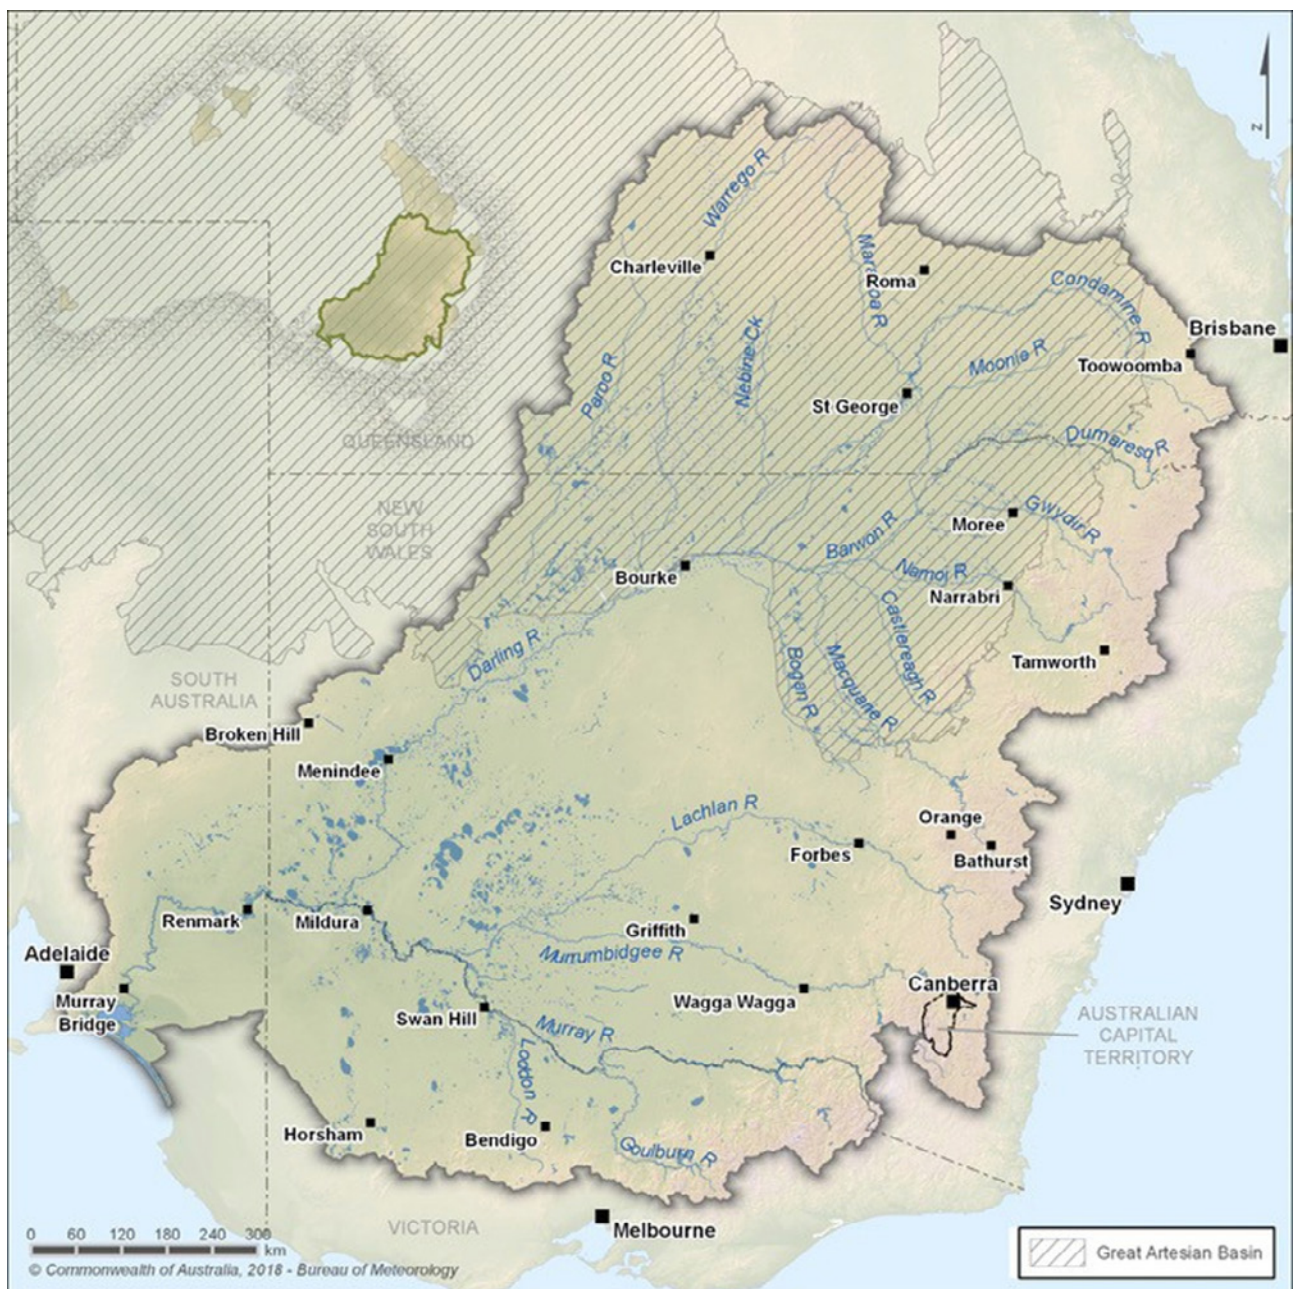 Z
Warrego R
Charleville
Maranoa R
Roma
Condamine R
Brisbane
Toowoomba
Moonie R
Nebine Ck
Paroo R
St George
QUEENSLAND
Dumaresq R
NEW
SOUTH
WALES
Gwydir R
Moree
Barwon R
Bourke
Namoi R
Narrabri
Castlereagh R
Darling R
Bogan R
Macquarie R
Tamworth
SOUTH
AUSTRALIA
Broken Hill
Menindee
Lachlan R
Orange
Forbes
Bathurst
Sydney
Renmark
Mildura
Griffith
Adelaide
Murrumbidgee R
Canberra
Murray
Bridge
Wagga Wagga
Swan Hill
Murray R
AUSTRALIAN
CAPITAL
TERRITORY
Loddon R
Horsham
Bendigo
Goulburn R
VICTORIA
Melbourne
0 60 120 180 240 300
km
© Commonwealth of Australia, 2018 - Bureau of Meteorology
Great Artesian Basin